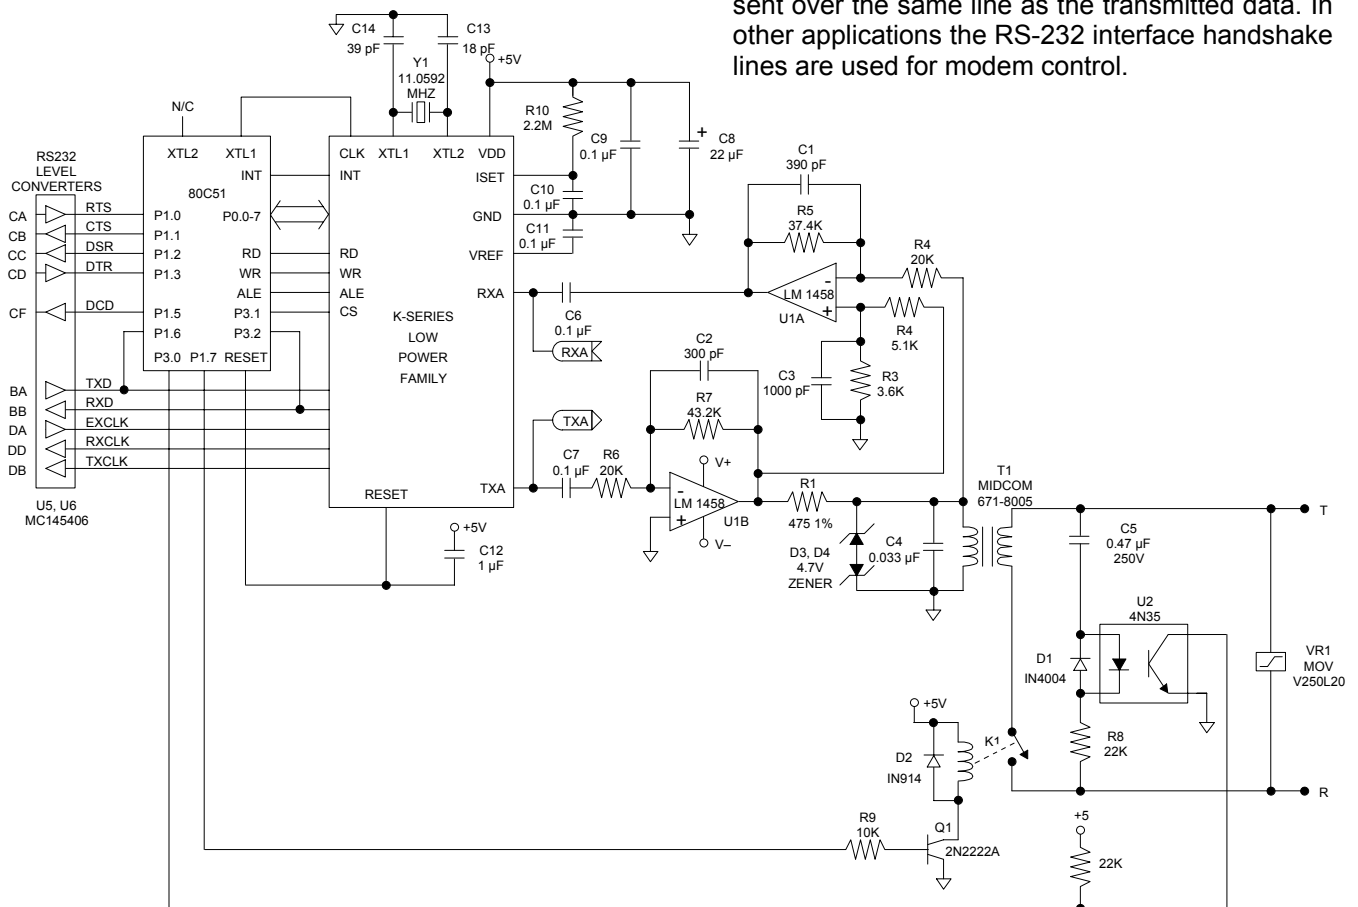 sent over the same line as the transmitted data. In
other applications the RS-232 interface handshake
lines are used for modem control.
C14
39 pF
C13
18 pF
Y1
11.0592
MHZ
+5V
N/C
R10
2.2M
C9
0.1 µF
+
C8
22 µF
RS232
LEVEL
CONVERTERS
XTL2
XTL1
INT
80C51
P0.0-7
P1.0
P1.1
P1.2
P1.3
P1.5
P1.6
RD
WR
ALE
P3.1
P3.2
P3.0
P1.7
RESET
CLK
XTL1
XTL2
VDD
INT
ISET
GND
VREF
RD
WR
ALE
CS
RXA
K-SERIES
LOW
POWER
FAMILY
TXA
RESET
CA
RTS
CB
CTS
CC
DSR
CD
DTR
CF
DCD
BA
TXD
BB
RXD
DA
EXCLK
DD
RXCLK
DB
TXCLK
U5, U6
MC145406
C10
0.1 µF
C11
0.1 µF
C1
390 pF
R5
37.4K
R4
20K
-
LM 1458
+
U1A
R4
5.1K
C6
0.1 µF
RXA
C2
300 pF
R7
43.2K
C3
1000 pF
R3
3.6K
TXA
C7
0.1 µF
R6
20K
V+
-
LM 1458
+
U1B
V–
R1
475 1%
D3, D4
4.7V
ZENER
C4
0.033 µF
T1
MIDCOM
671-8005
T
C5
0.47 µF
250V
+5V
C12
1 µF
U2
4N35
D1
IN4004
VR1
MOV
V250L20
R8
22K
+5V
D2
IN914
K1
R
R9
10K
Q1
2N2222A
+5
22K